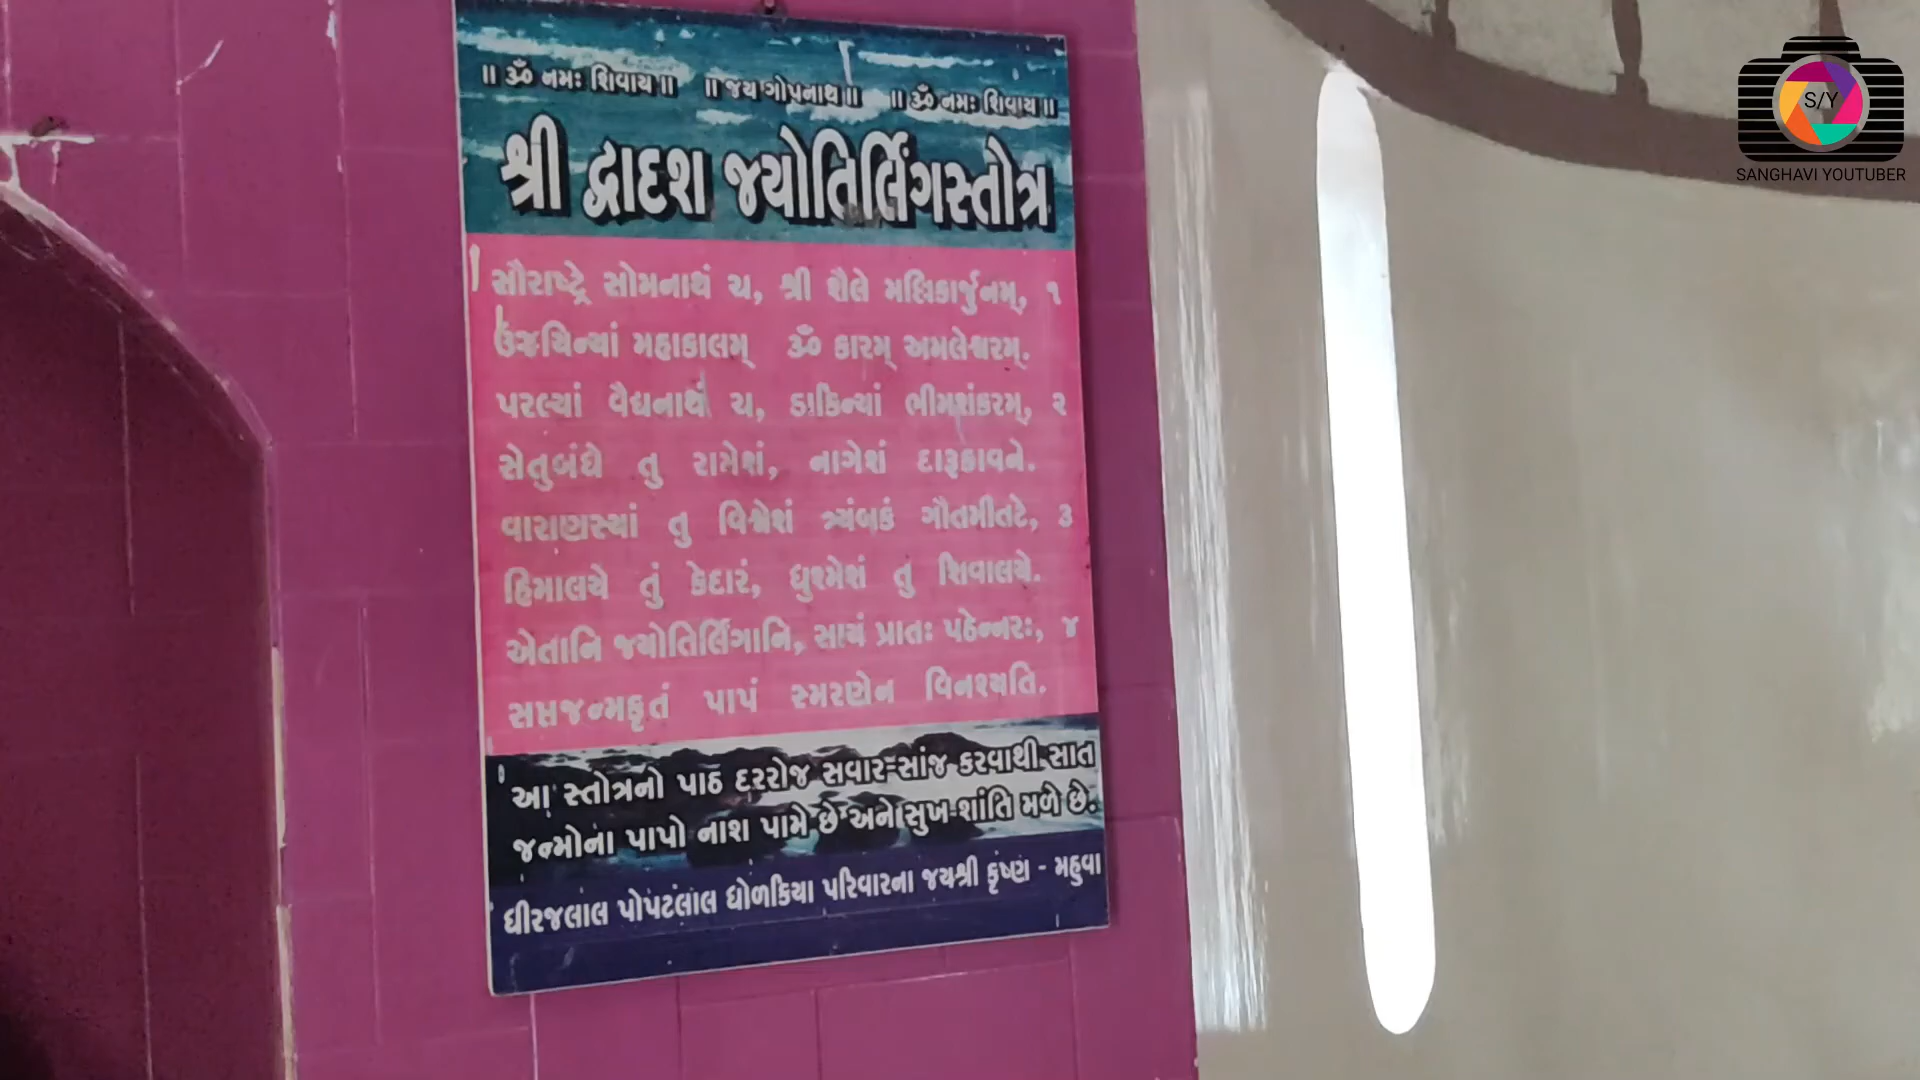 ॥ ૐ નમઃ શિવાય ॥ ॥ જય ગોપનાથ ॥ ॥ ૐ નમઃ શિવાય ॥
શ્રી દ્વાદશ જ્યોતિર્લિંગસ્તોત્ર
સૌરાષ્ટ્રે સોમનાથં ચ, શ્રી શૈલે મલ્લિકાર્જુનમ્, ૧
ઉજ્જયિન્યાં મહાકાલમ્ ૐ કારમ્ અમલેશ્વરમ્.
પરલ્યાં વૈદ્યનાથં ચ, ડાકિન્યાં ભીમશંકરમ્, ૨
સેતુબંધે તુ રામેશં, નાગેશં દારૂકાવને.
વારાણસ્યાં તુ વિશ્વેશં ત્ર્યંબકં ગૌતમીતટે, ૩
હિમાલયે તું કેદારં, ધુશ્મેશં તુ શિવાલયે.
એતાનિ જ્યોતિર્લિંગાનિ, સાયં પ્રાતઃ પઠેન્નરઃ, ૪
સપ્તજન્મકૃતં પાપં સ્મરણેન વિનશ્યતિ.
આ સ્તોત્રનો પાઠ દરરોજ સવાર-સાંજ કરવાથી સાત
જન્મોના પાપો નાશ પામે છે અને સુખ-શાંતિ મળે છે.
ધીરજલાલ પોપટલાલ ધોળકિયા પરિવારના જયશ્રી કૃષ્ણ - મહુવા
S/Y
SANGHAVI YOUTUBER